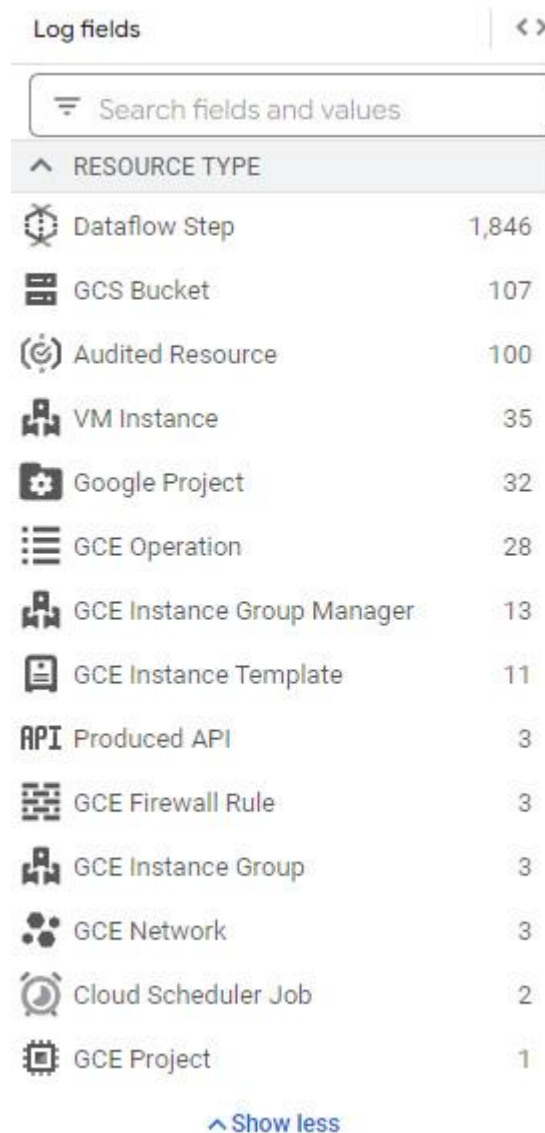 Log fields
Search fields and values
RESOURCE TYPE
Dataflow Step 1,846
GCS Bucket 107
Audited Resource 100
VM Instance 35
Google Project 32
GCE Operation 28
GCE Instance Group Manager 13
GCE Instance Template 11
API Produced API 3
GCE Firewall Rule 3
GCE Instance Group 3
GCE Network 3
Cloud Scheduler Job 2
GCE Project 1
Show less